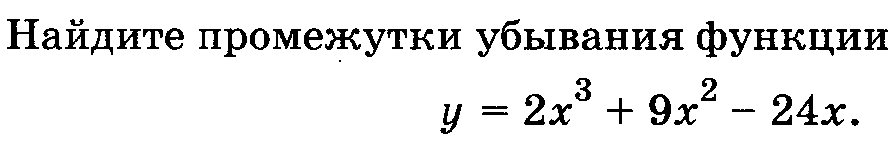 Найдите промежутки убывания функции
y = 2x³ + 9x² − 24x.